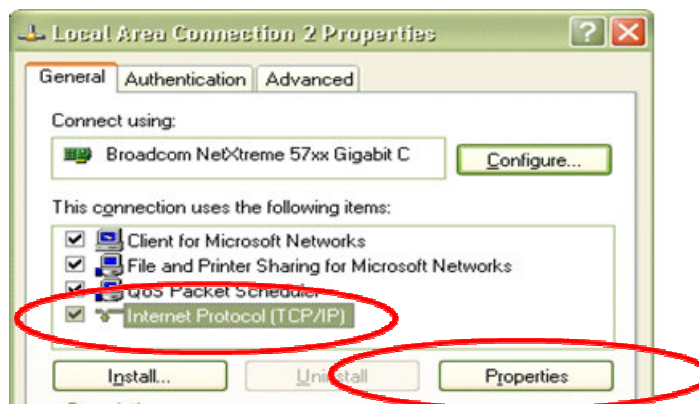 Local Area Connection 2 Properties
General Authentication Advanced
Connect using:
Broadcom NetXtreme 57xx Gigabit C Configure...
This connection uses the following items:
Client for Microsoft Networks
File and Printer Sharing for Microsoft Networks
QoS Packet Scheduler
Internet Protocol (TCP/IP)
Install... Uninstall Properties